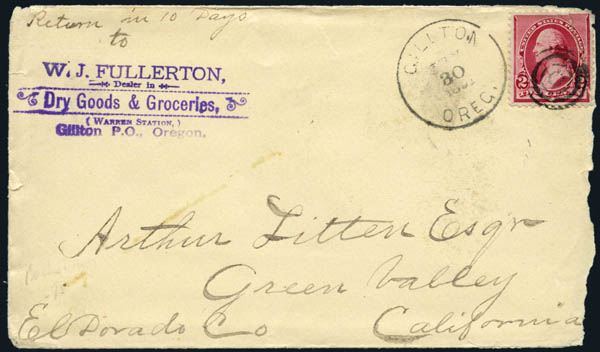 Return in 10 Days
to
W. J. FULLERTON,
Dealer in
Dry Goods & Groceries,
(WARREN STATION,)
Gillton P.O., Oregon.
GILLTON
30
OREG.
2
Arthur Litten Esqr
Green Valley
El Dorado Co California